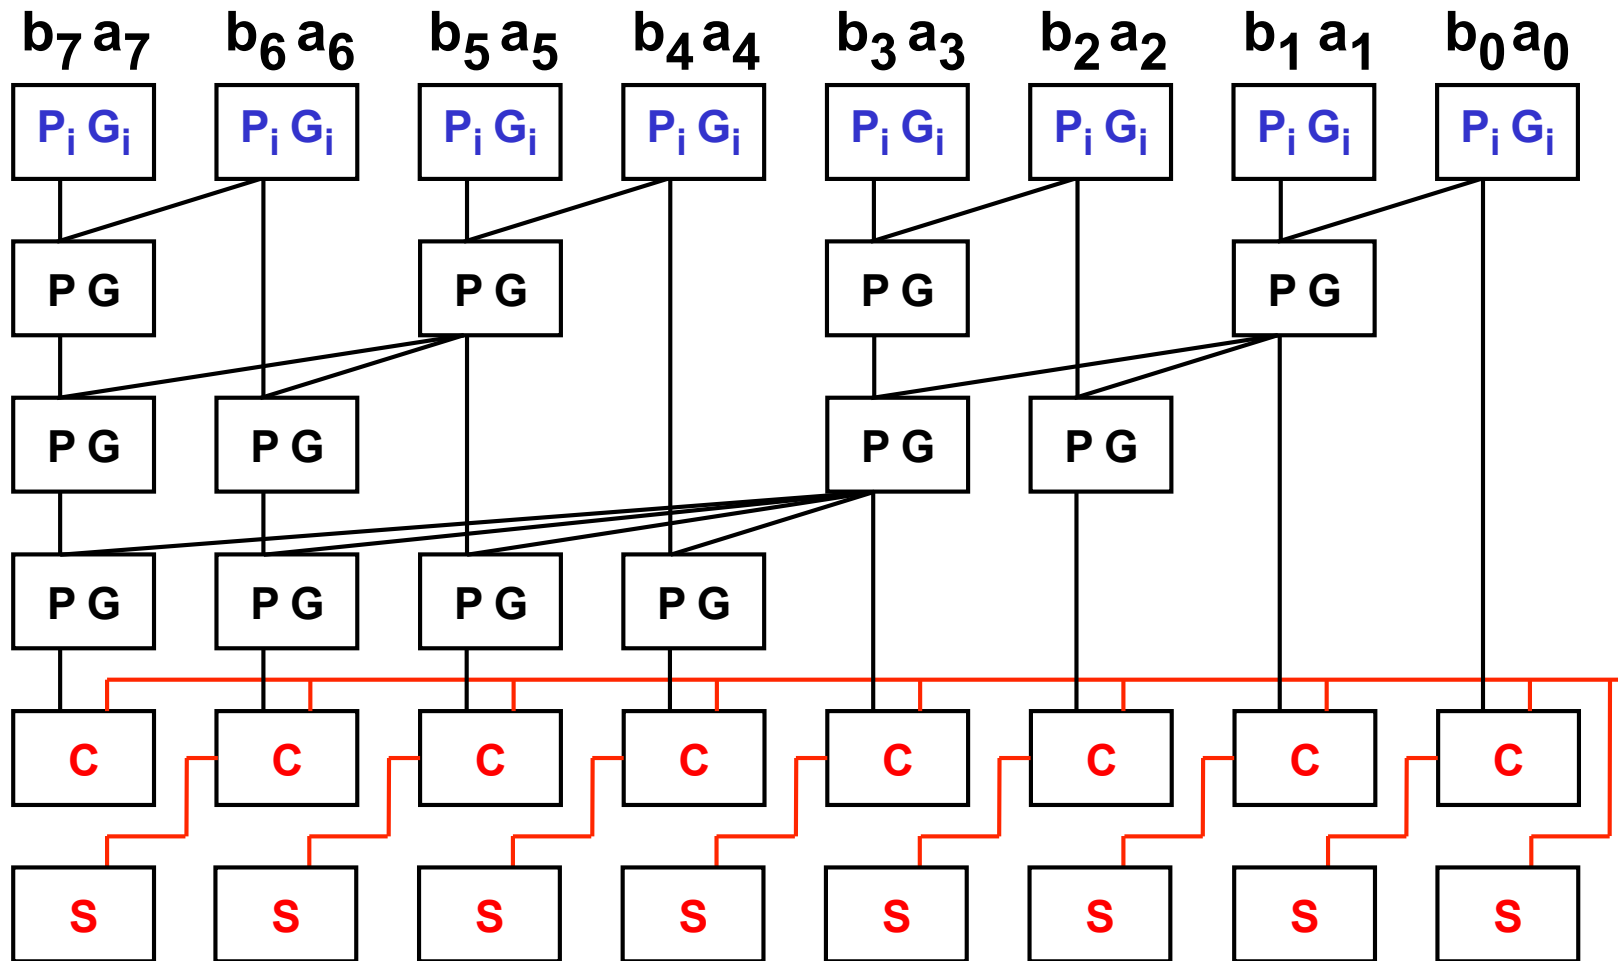 b₇ a₇ b₆ a₆ b₅ a₅ b₄ a₄ b₃ a₃ b₂ a₂ b₁ a₁ b₀ a₀
Pᵢ Gᵢ Pᵢ Gᵢ Pᵢ Gᵢ Pᵢ Gᵢ Pᵢ Gᵢ Pᵢ Gᵢ Pᵢ Gᵢ Pᵢ Gᵢ
P G P G P G P G
P G P G P G P G
P G P G P G P G
C C C C C C C C
S S S S S S S S